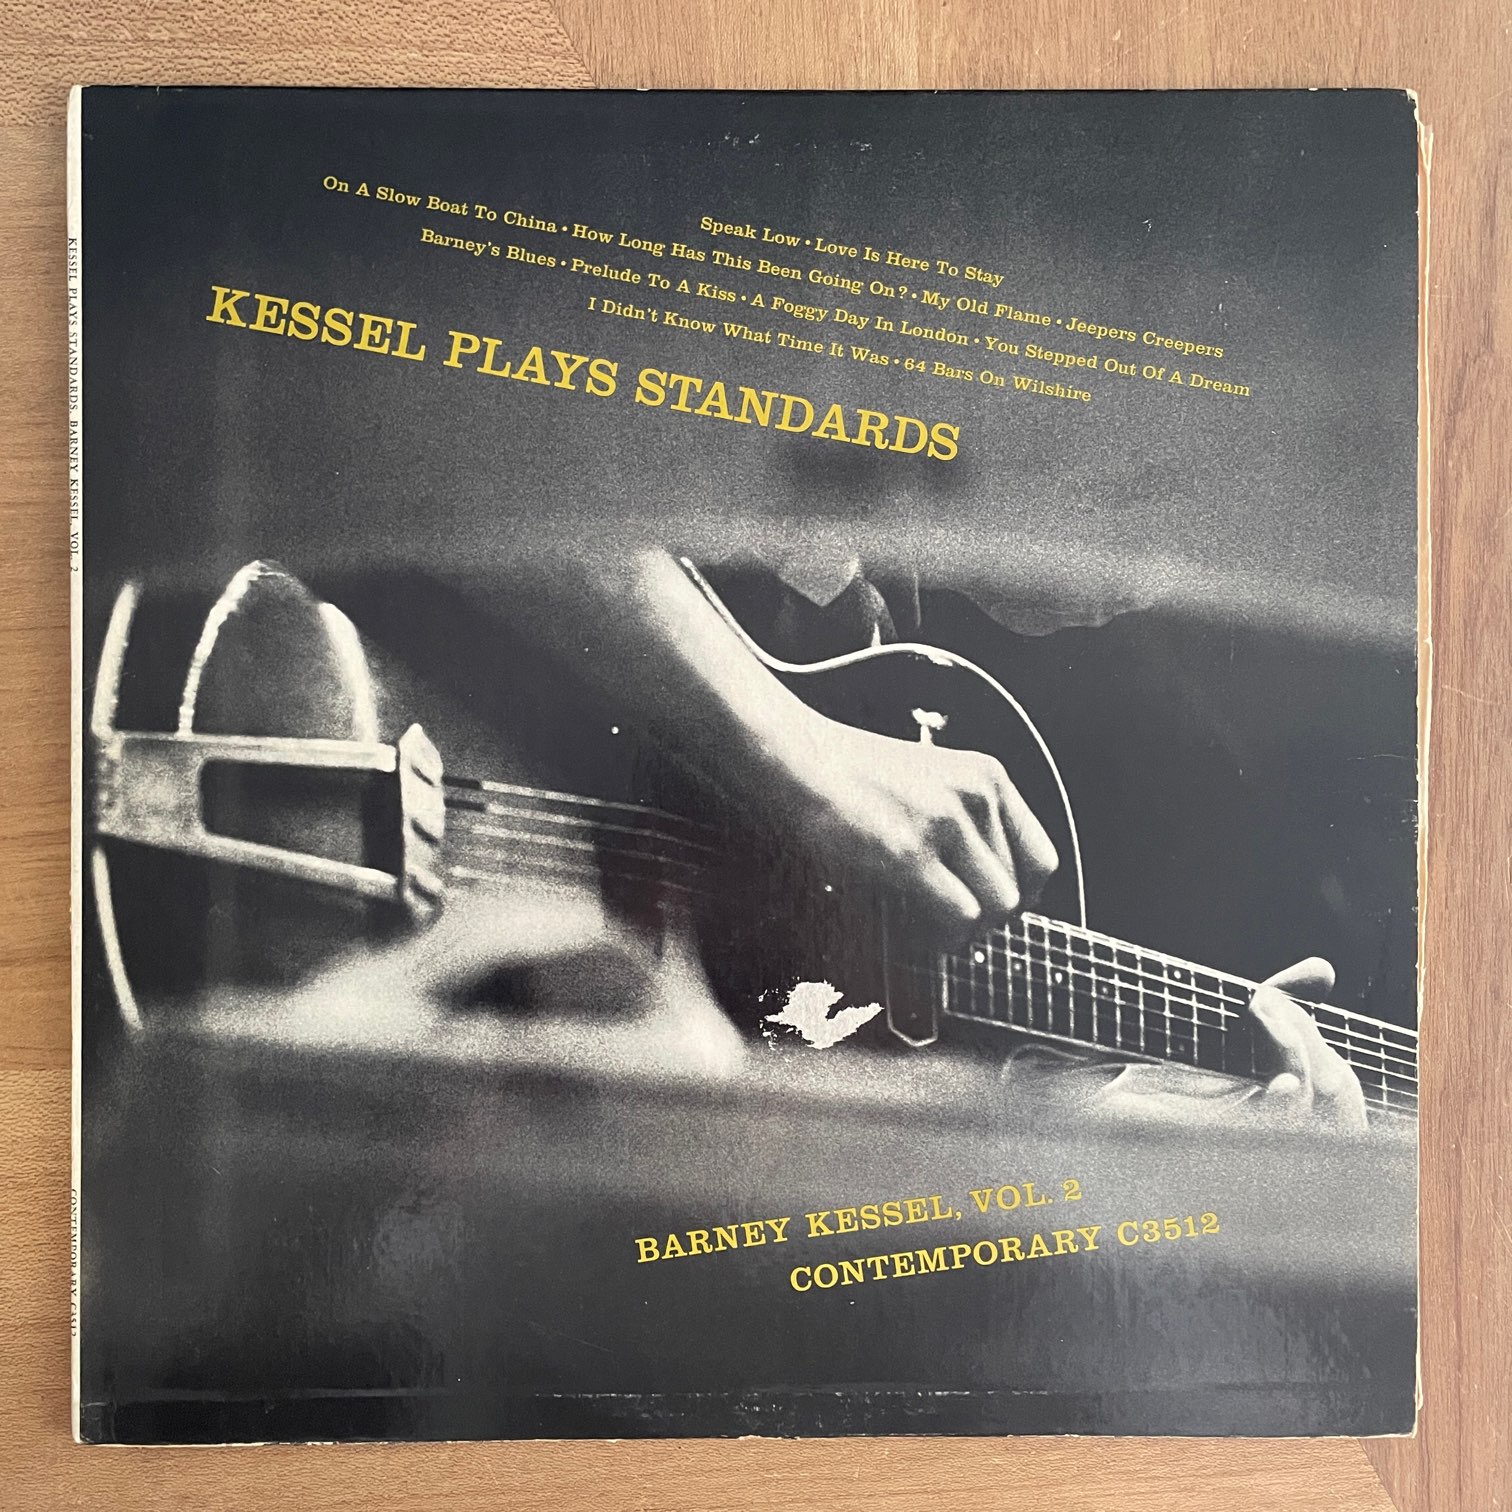 Speak Low • Love Is Here To Stay
On A Slow Boat To China • How Long Has This Been Going On? • My Old Flame • Jeepers Creepers
Barney's Blues • Prelude To A Kiss • A Foggy Day In London • You Stepped Out Of A Dream
I Didn't Know What Time It Was • 64 Bars On Wilshire
KESSEL PLAYS STANDARDS
BARNEY KESSEL, VOL. 2
CONTEMPORARY C3512
KESSEL PLAYS STANDARDS, BARNEY KESSEL, VOL. 2
CONTEMPORARY C3512